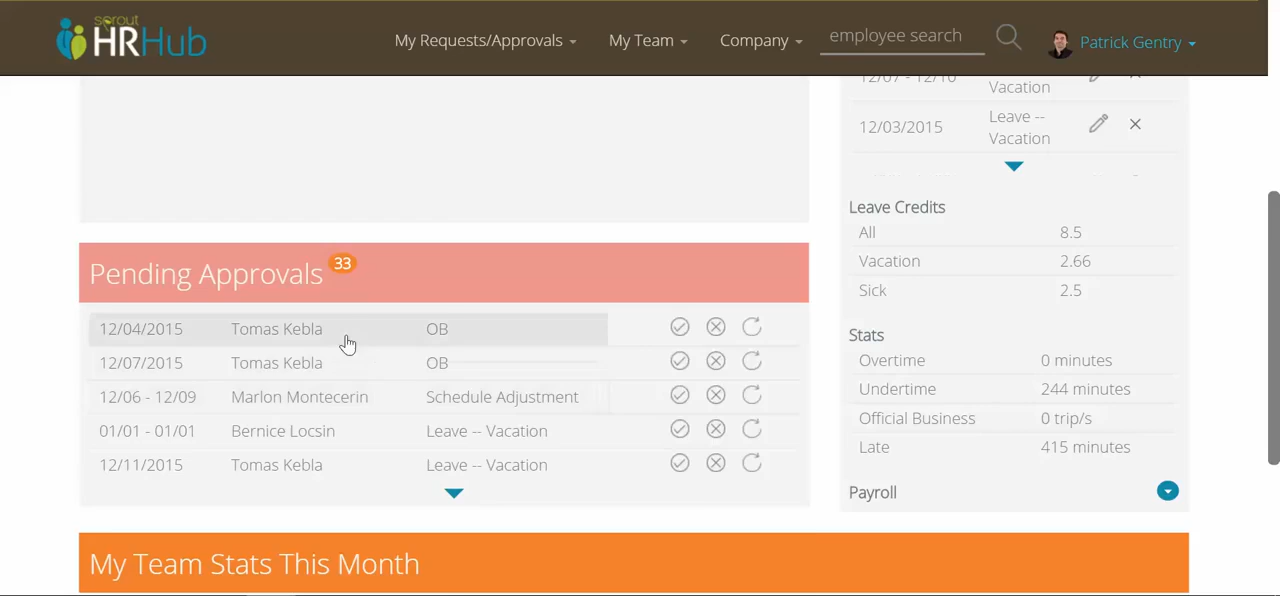 sprout
HRHub
My Requests/Approvals
My Team
Company
employee search
Patrick Gentry
12/07 - 12/10
Vacation
12/03/2015
Leave --
Vacation
Leave Credits
All 8.5
Vacation 2.66
Sick 2.5
Stats
Overtime 0 minutes
Undertime 244 minutes
Official Business 0 trip/s
Late 415 minutes
Payroll
Pending Approvals 33
12/04/2015 Tomas Kebla OB
12/07/2015 Tomas Kebla OB
12/06 - 12/09 Marlon Montecerin Schedule Adjustment
01/01 - 01/01 Bernice Locsin Leave -- Vacation
12/11/2015 Tomas Kebla Leave -- Vacation
My Team Stats This Month